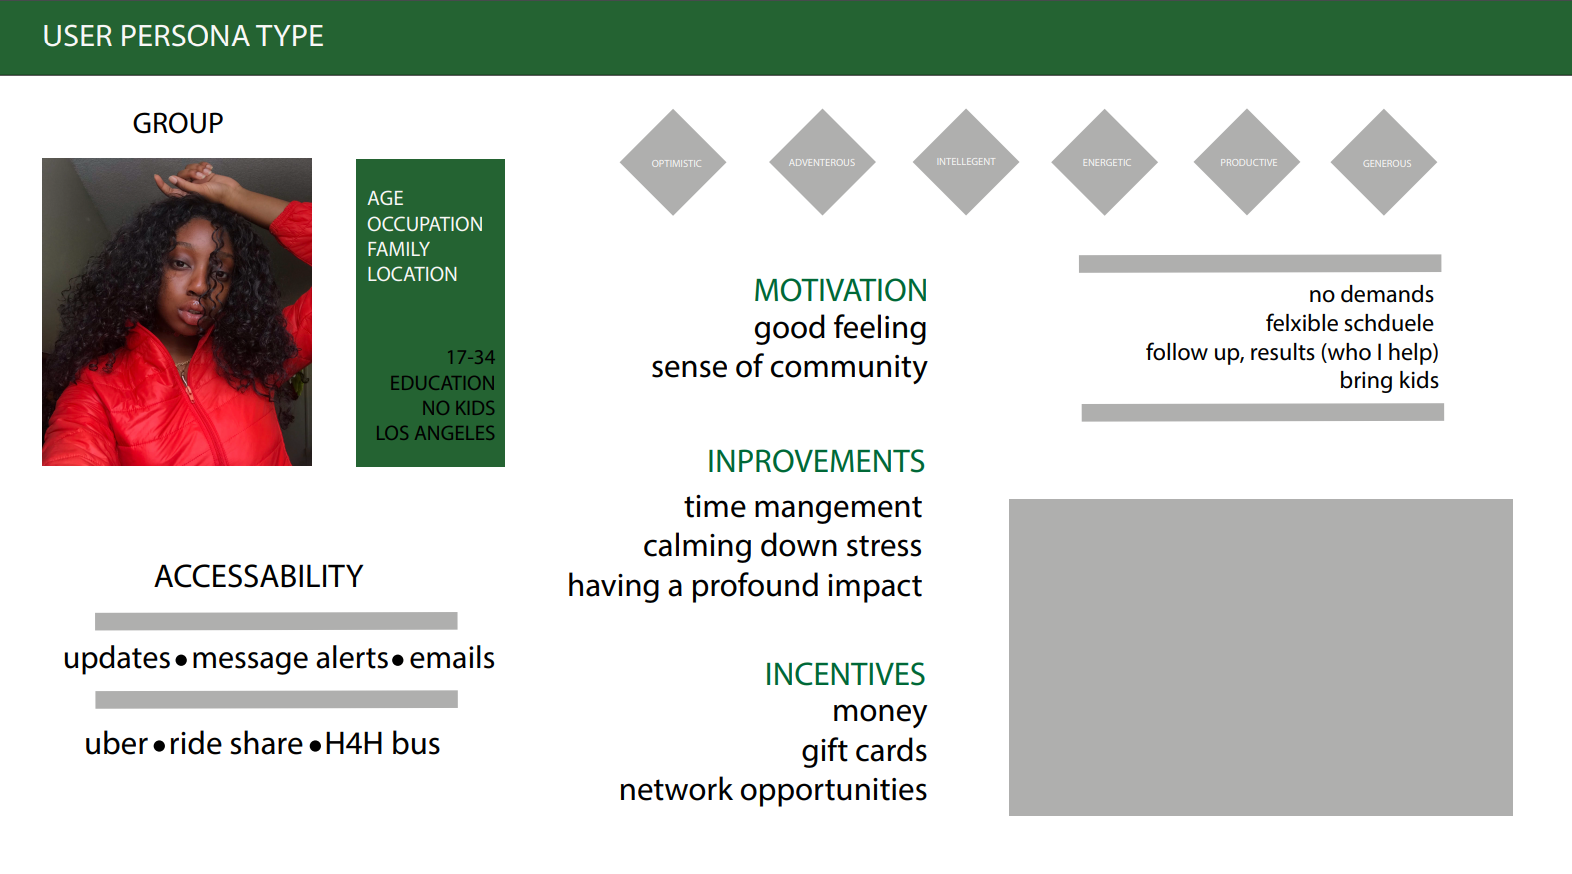 USER PERSONA TYPE
GROUP
AGE
OCCUPATION
FAMILY
LOCATION
17-34
EDUCATION
NO KIDS
LOS ANGELES
ACCESSABILITY
updates•message alerts•emails
uber•ride share•H4H bus
OPTIMISTIC
ADVENTEROUS
INTELLEGENT
ENERGETIC
PRODUCTIVE
GENEROUS
MOTIVATION
good feeling
sense of community
INPROVEMENTS
time mangement
calming down stress
having a profound impact
INCENTIVES
money
gift cards
network opportunities
no demands
felxible schduele
follow up, results (who I help)
bring kids